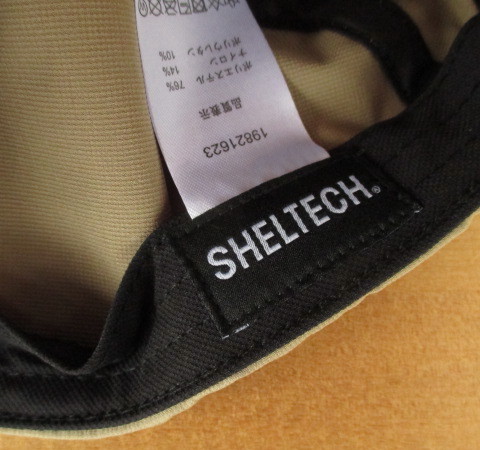 19821623
品質表示
ポリエステル 76%
ナイロン 14%
ポリウレタン 10%
SHELTECH®